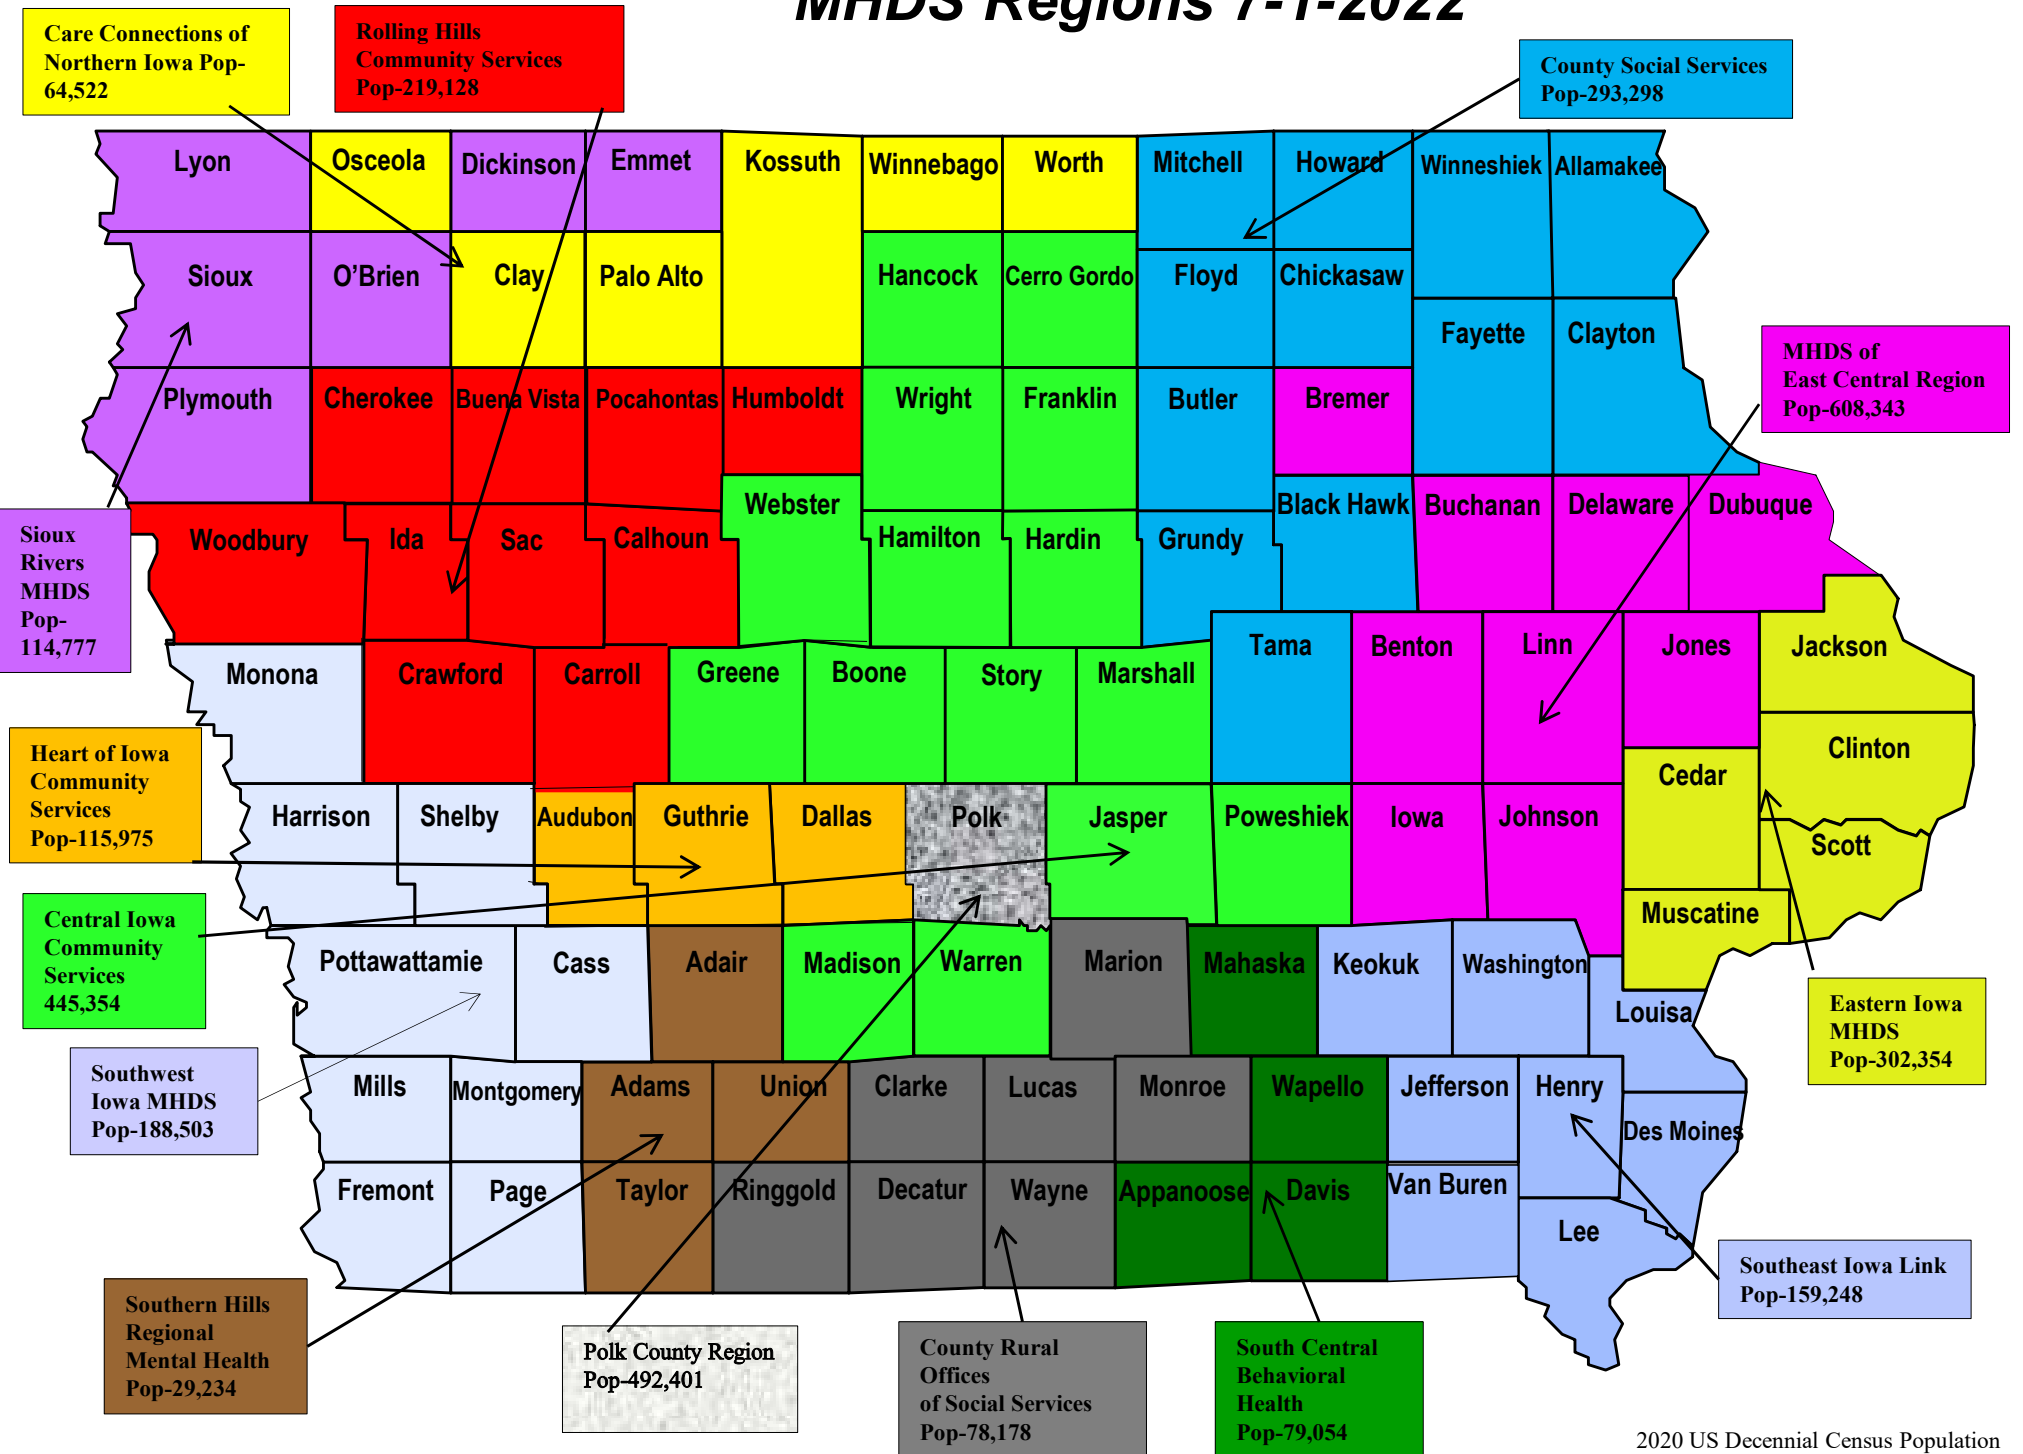 MHDS Regions 7-1-2022
Care Connections of
Northern Iowa Pop-
64,522
Rolling Hills
Community Services
Pop-219,128
County Social Services
Pop-293,298
Lyon
Osceola
Dickinson
Emmet
Kossuth
Winnebago
Worth
Mitchell
Howard
Winneshiek
Allamakee
Sioux
O'Brien
Clay
Palo Alto
Hancock
Cerro Gordo
Floyd
Chickasaw
Fayette
Clayton
MHDS of
East Central Region
Pop-608,343
Plymouth
Cherokee
Buena Vista
Pocahontas
Humboldt
Wright
Franklin
Butler
Bremer
Webster
Black Hawk
Buchanan
Delaware
Dubuque
Sioux
Rivers
MHDS
Pop-
114,777
Woodbury
Ida
Sac
Calhoun
Hamilton
Hardin
Grundy
Monona
Crawford
Carroll
Greene
Boone
Story
Marshall
Tama
Benton
Linn
Jones
Jackson
Heart of Iowa
Community
Services
Pop-115,975
Clinton
Cedar
Harrison
Shelby
Audubon
Guthrie
Dallas
Polk
Jasper
Poweshiek
Iowa
Johnson
Scott
Central Iowa
Community
Services
445,354
Muscatine
Pottawattamie
Cass
Adair
Madison
Warren
Marion
Mahaska
Keokuk
Washington
Louisa
Eastern Iowa
MHDS
Pop-302,354
Southwest
Iowa MHDS
Pop-188,503
Mills
Montgomery
Adams
Union
Clarke
Lucas
Monroe
Wapello
Jefferson
Henry
Des Moines
Fremont
Page
Taylor
Ringgold
Decatur
Wayne
Appanoose
Davis
Van Buren
Lee
Southeast Iowa Link
Pop-159,248
Southern Hills
Regional
Mental Health
Pop-29,234
Polk County Region
Pop-492,401
County Rural
Offices
of Social Services
Pop-78,178
South Central
Behavioral
Health
Pop-79,054
2020 US Decennial Census Population